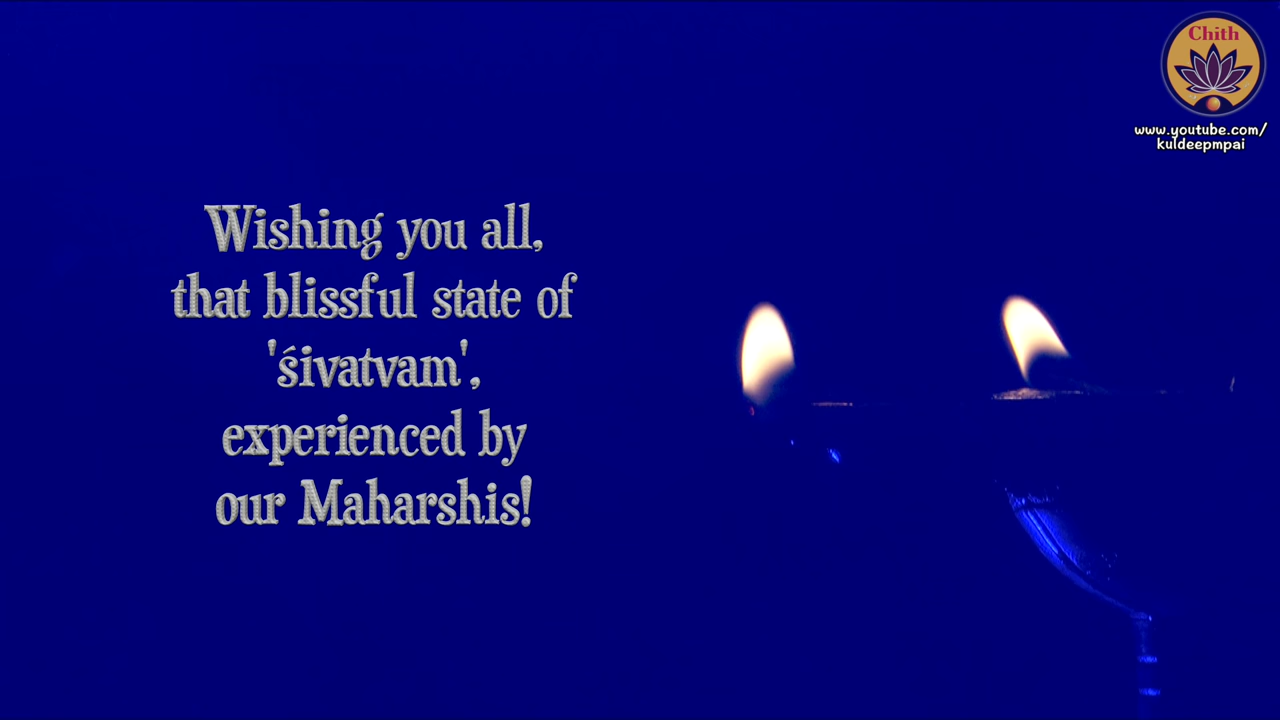 Chith
www.youtube.com/
kuldeepmpai
Wishing you all,
that blissful state of
'śivatvam',
experienced by
our Maharshis!